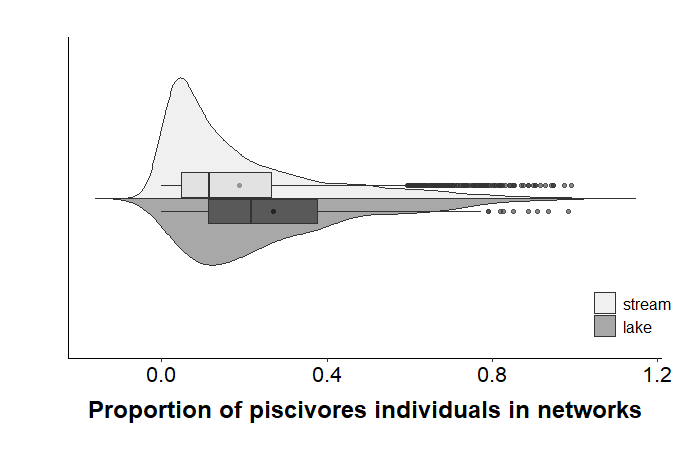 stream
lake
0.0 0.4 0.8 1.2
Proportion of piscivores individuals in networks